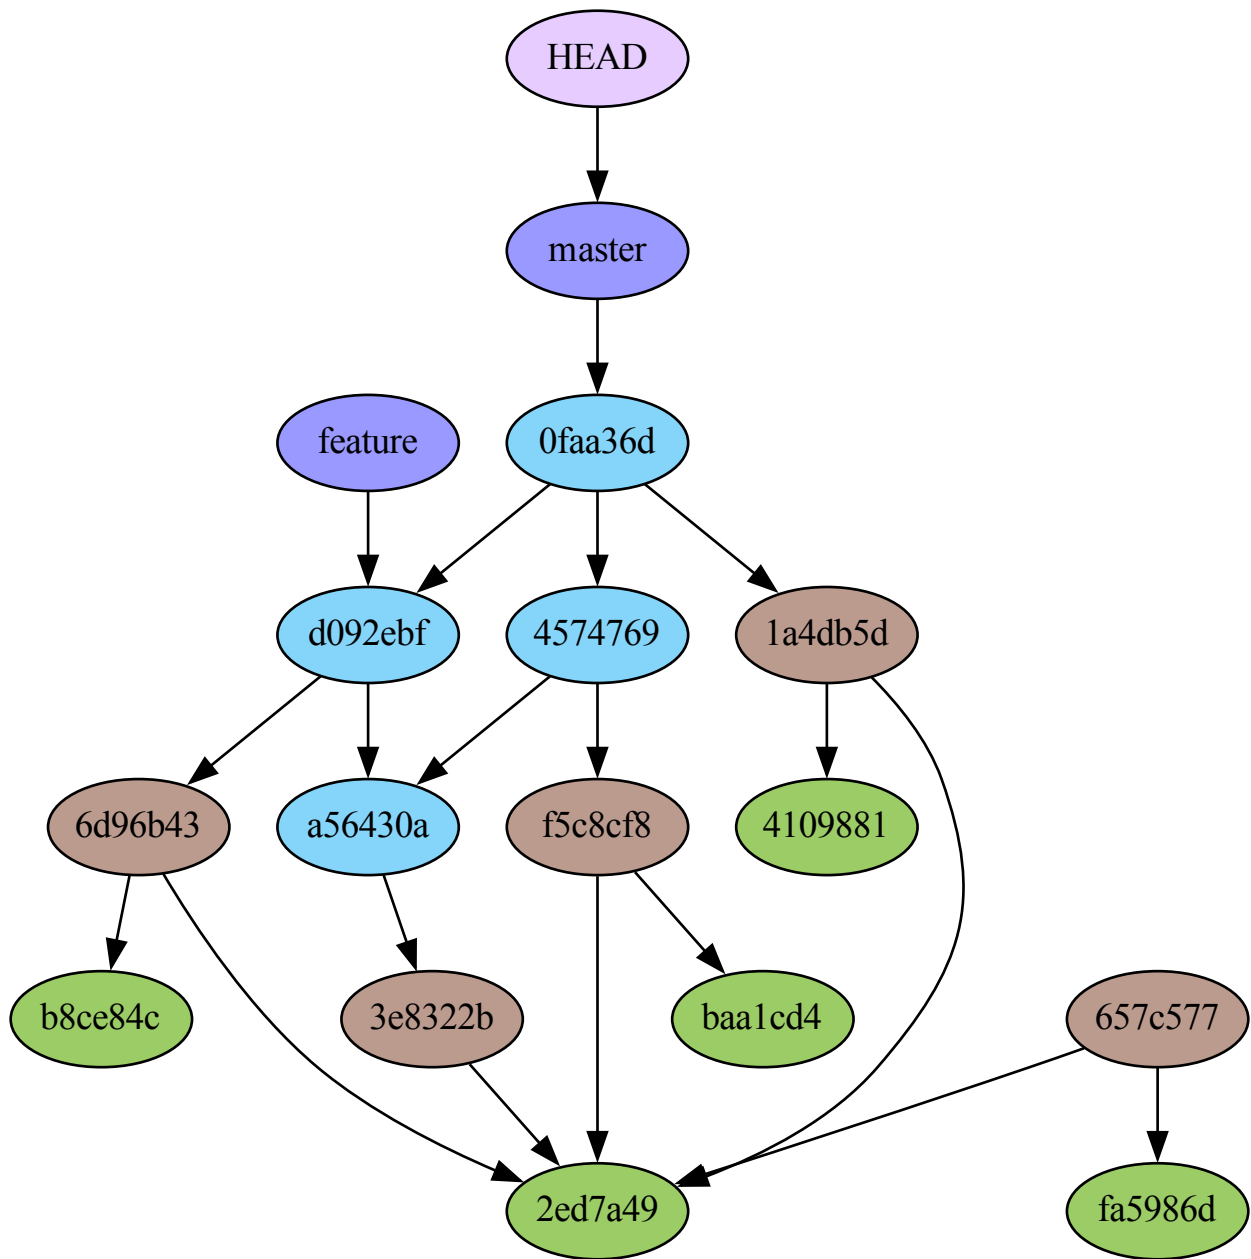 HEAD
master
feature
0faa36d
d092ebf
4574769
1a4db5d
6d96b43
a56430a
f5c8cf8
4109881
b8ce84c
3e8322b
baa1cd4
657c577
2ed7a49
fa5986d